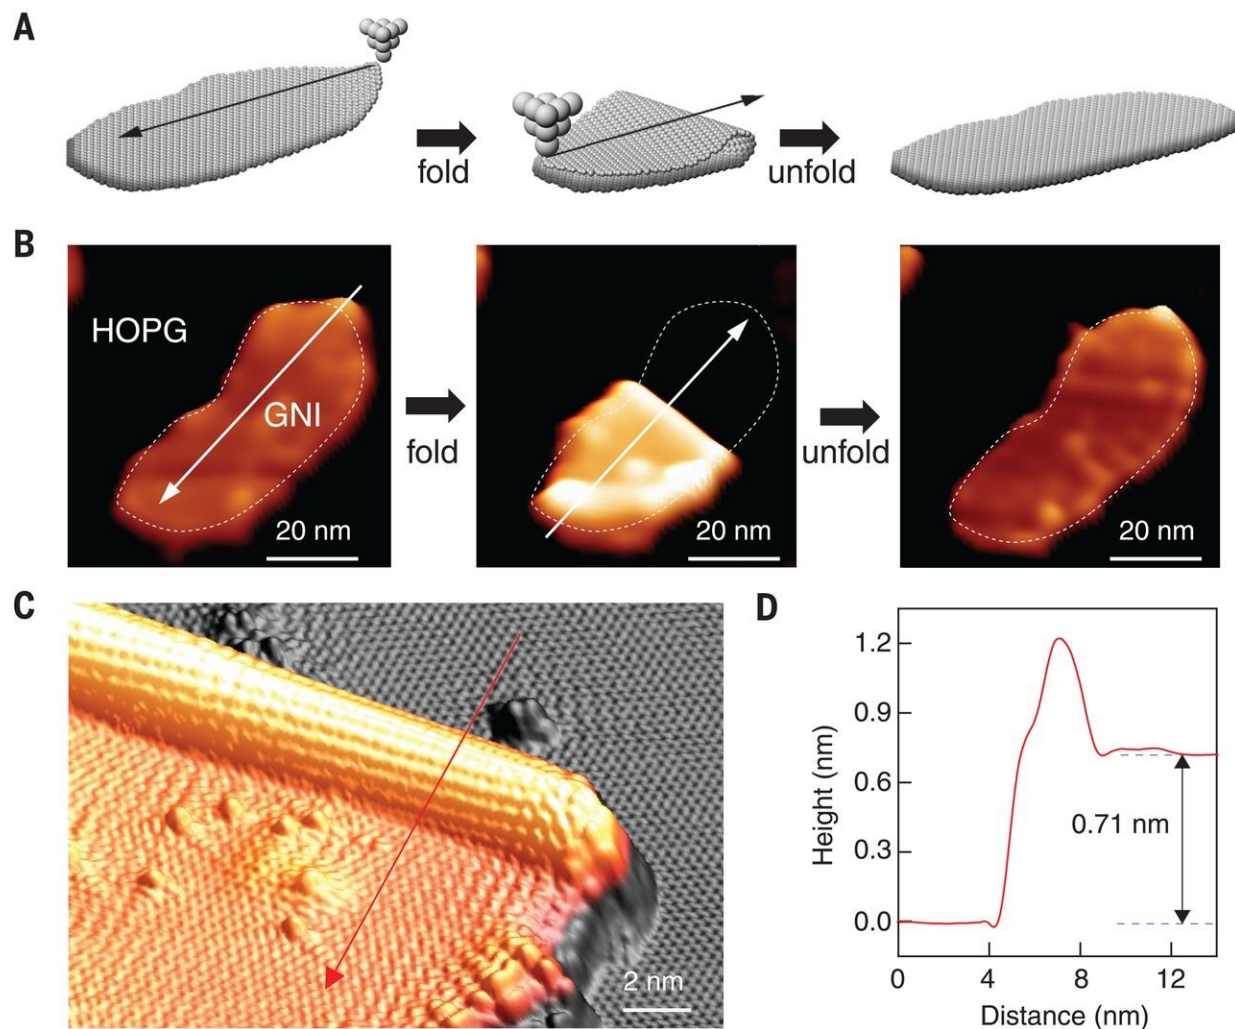 A
fold
unfold
B
HOPG
GNI
20 nm
fold
20 nm
unfold
20 nm
C
2 nm
D
1.2
0.9
0.6
0.3
0.0
Height (nm)
0.71 nm
0
4
8
12
Distance (nm)